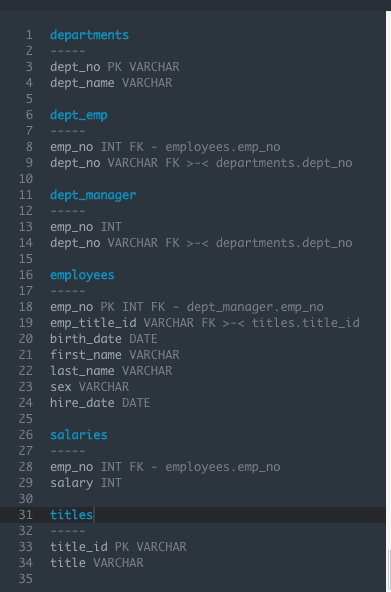 1 departments
2 -----
3 dept_no PK VARCHAR
4 dept_name VARCHAR
5
6 dept_emp
7 -----
8 emp_no INT FK - employees.emp_no
9 dept_no VARCHAR FK >-< departments.dept_no
10
11 dept_manager
12 -----
13 emp_no INT
14 dept_no VARCHAR FK >-< departments.dept_no
15
16 employees
17 -----
18 emp_no PK INT FK - dept_manager.emp_no
19 emp_title_id VARCHAR FK >-< titles.title_id
20 birth_date DATE
21 first_name VARCHAR
22 last_name VARCHAR
23 sex VARCHAR
24 hire_date DATE
25
26 salaries
27 -----
28 emp_no INT FK - employees.emp_no
29 salary INT
30
31 titles
32 -----
33 title_id PK VARCHAR
34 title VARCHAR
35